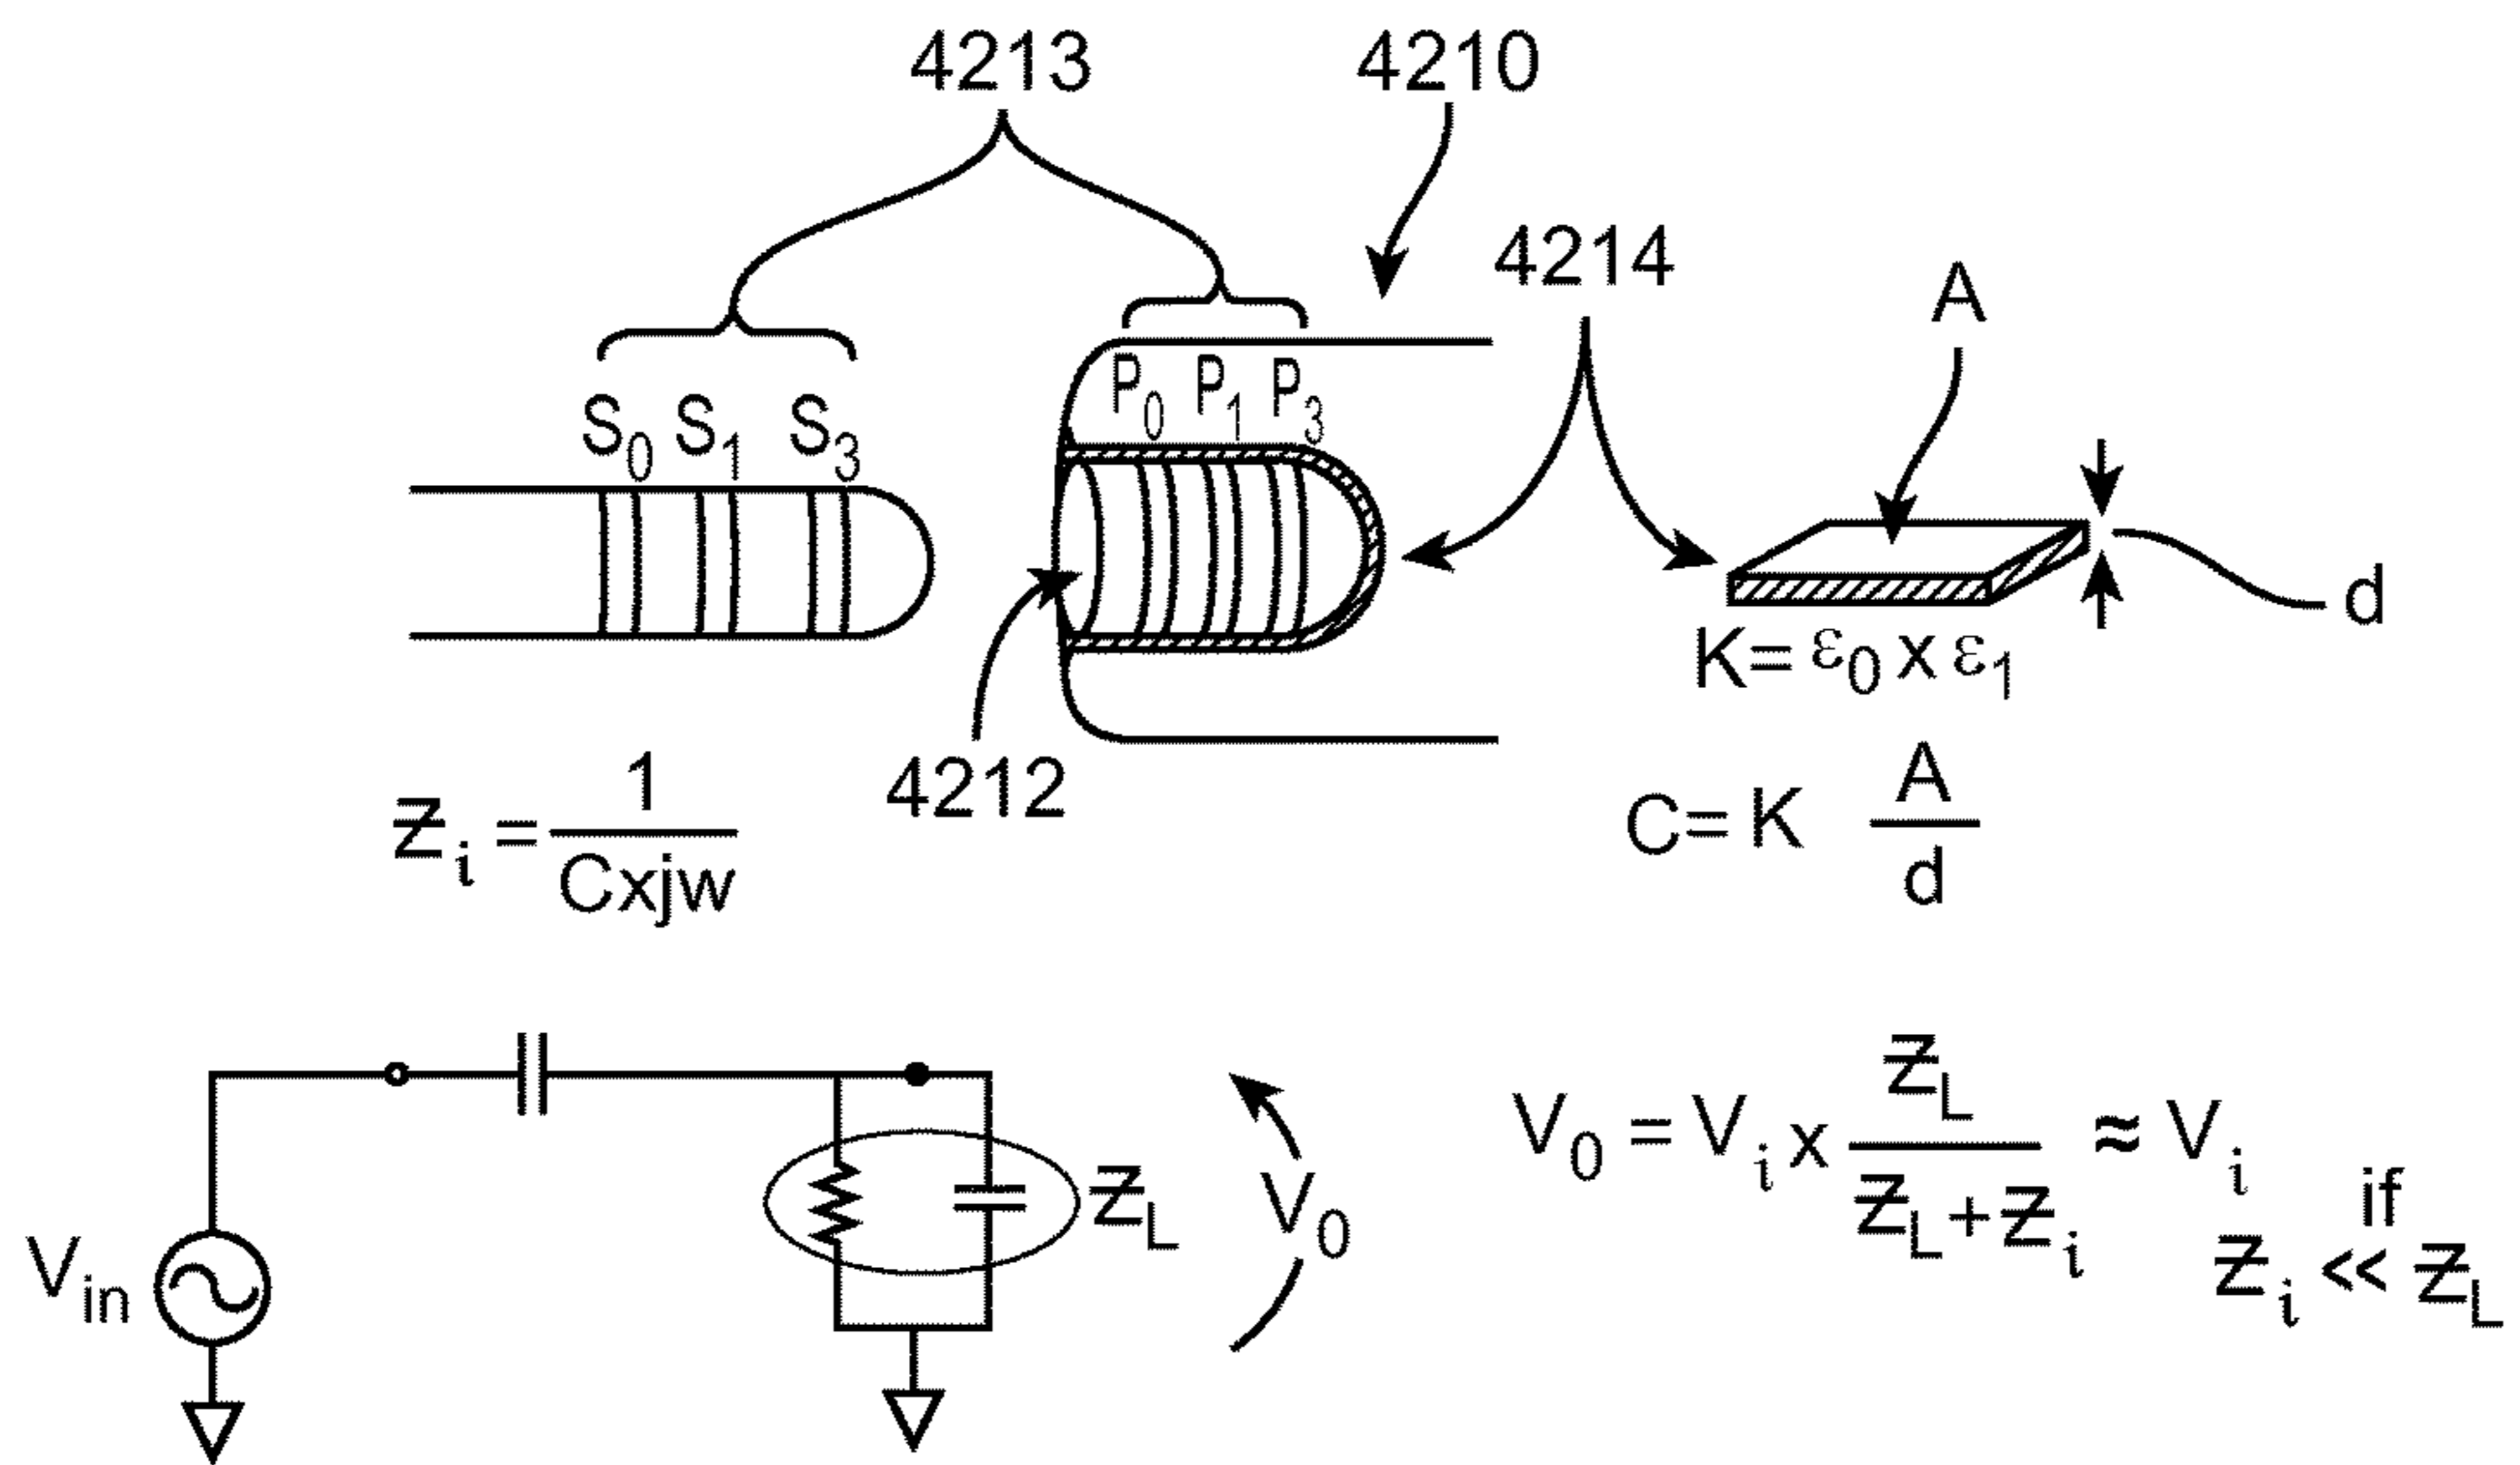 4213 4210
4214
A
P0 P1 P3
S0 S1 S3
d
K= ε0 x ε1
4212
Zi = 1 / Cxjw
C= K A / d
V0 = Vi x ZL / ZL+Zi ≈ Vi if Zi << ZL
ZL
V0
Vin